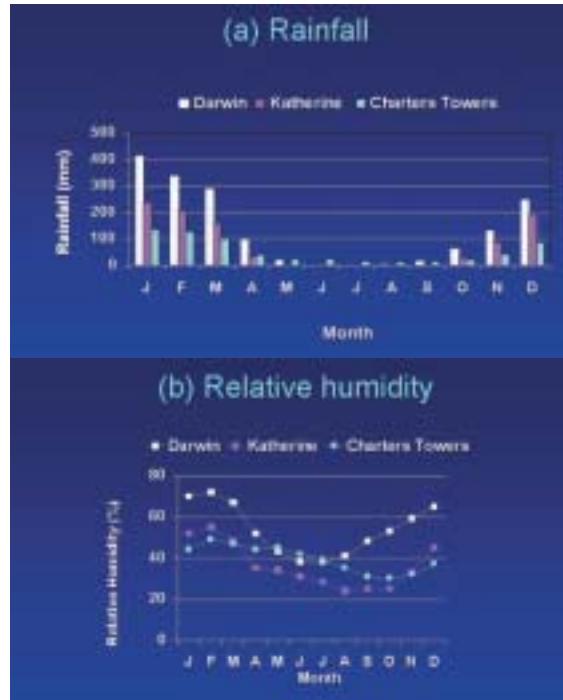 (a) Rainfall
Darwin Katherine Charters Towers
Rainfall (mm)
500
400
300
200
100
0
J F M A M J J A S O N D
Month
(b) Relative humidity
Darwin Katherine Charters Towers
Relative Humidity (%)
80
60
40
20
0
J F M A M J J A S O N D
Month